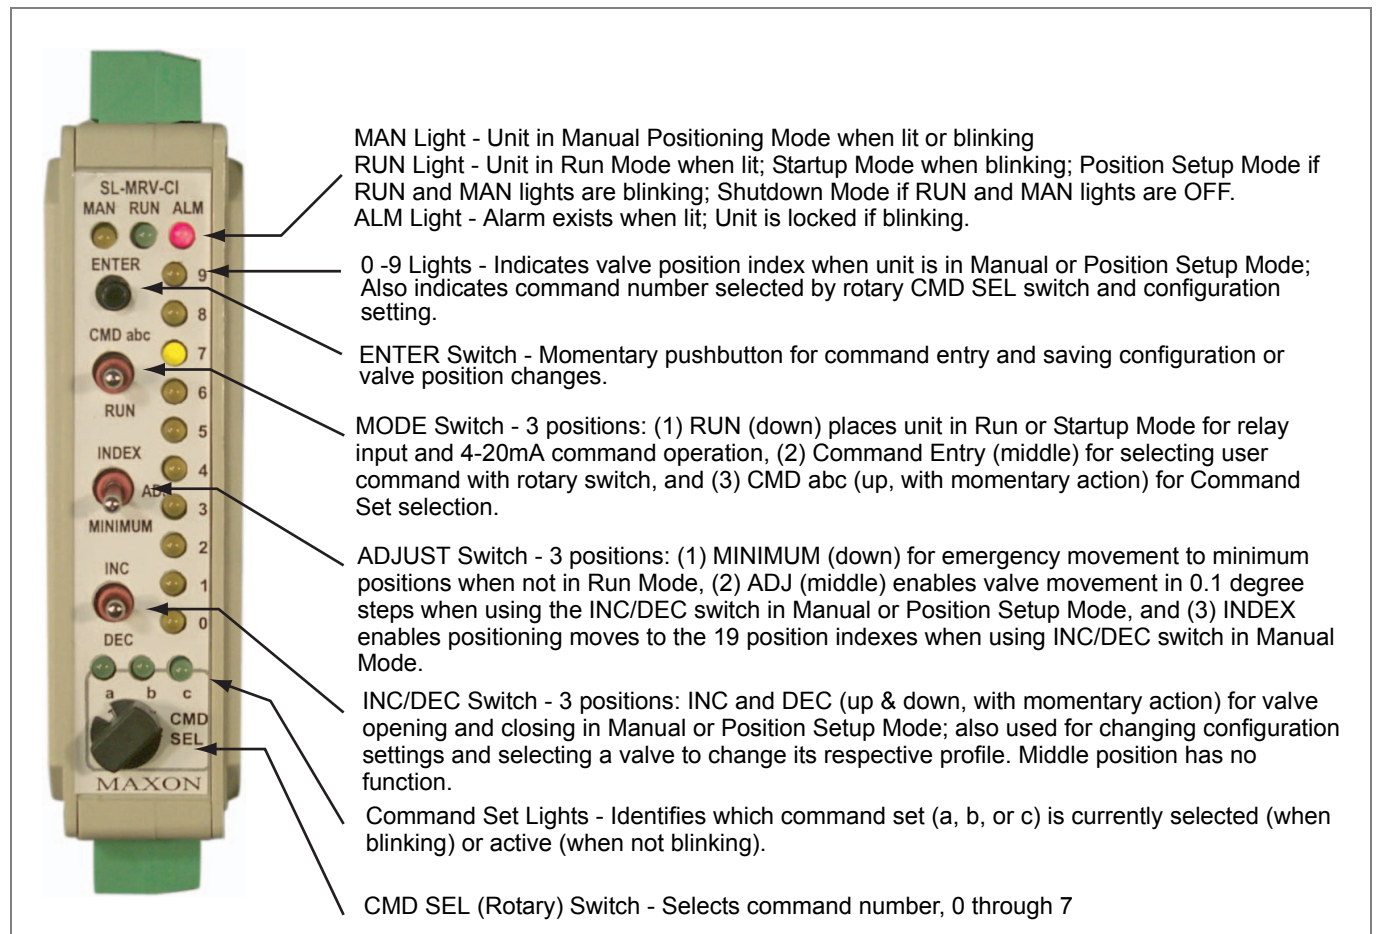 MAN Light - Unit in Manual Positioning Mode when lit or blinking
RUN Light - Unit in Run Mode when lit; Startup Mode when blinking; Position Setup Mode if
RUN and MAN lights are blinking; Shutdown Mode if RUN and MAN lights are OFF.
ALM Light - Alarm exists when lit; Unit is locked if blinking.
0 -9 Lights - Indicates valve position index when unit is in Manual or Position Setup Mode;
Also indicates command number selected by rotary CMD SEL switch and configuration
setting.
ENTER Switch - Momentary pushbutton for command entry and saving configuration or
valve position changes.
MODE Switch - 3 positions: (1) RUN (down) places unit in Run or Startup Mode for relay
input and 4-20mA command operation, (2) Command Entry (middle) for selecting user
command with rotary switch, and (3) CMD abc (up, with momentary action) for Command
Set selection.
ADJUST Switch - 3 positions: (1) MINIMUM (down) for emergency movement to minimum
positions when not in Run Mode, (2) ADJ (middle) enables valve movement in 0.1 degree
steps when using the INC/DEC switch in Manual or Position Setup Mode, and (3) INDEX
enables positioning moves to the 19 position indexes when using INC/DEC switch in Manual
Mode.
INC/DEC Switch - 3 positions: INC and DEC (up & down, with momentary action) for valve
opening and closing in Manual or Position Setup Mode; also used for changing configuration
settings and selecting a valve to change its respective profile. Middle position has no
function.
Command Set Lights - Identifies which command set (a, b, or c) is currently selected (when
blinking) or active (when not blinking).
CMD SEL (Rotary) Switch - Selects command number, 0 through 7
SL-MRV-CI
MAN RUN ALM
ENTER
9
8
CMD abc
7
6
RUN
5
INDEX
4
AD
3
MINIMUM
2
INC
1
0
DEC
a b c
CMD
SEL
MAXON